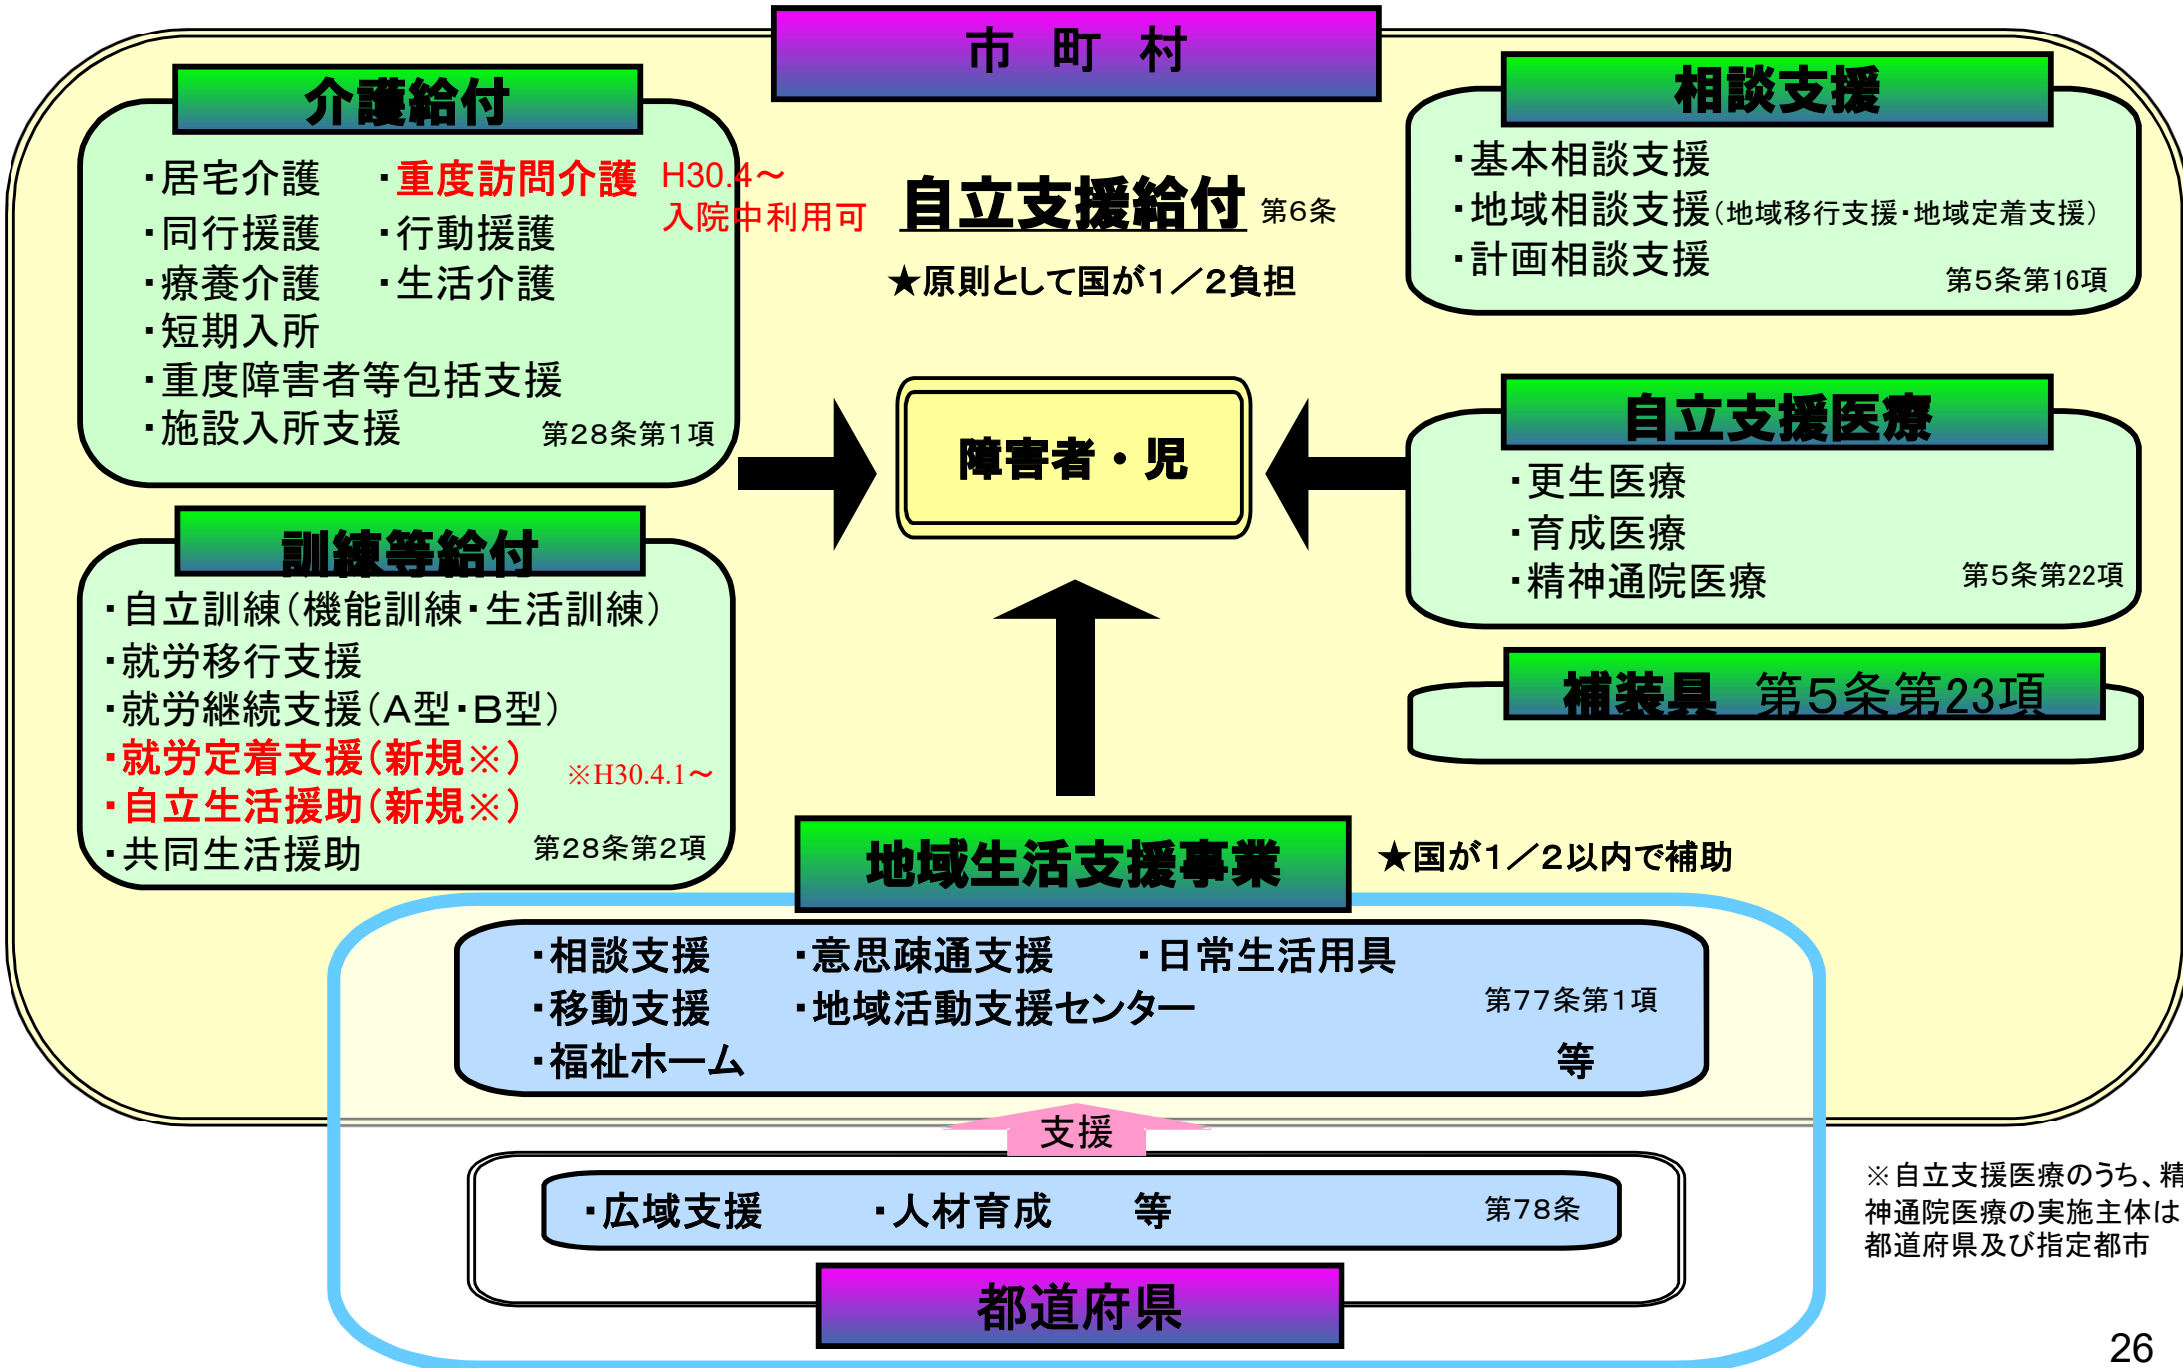 市 町 村
介護給付
・居宅介護 ・重度訪問介護 H30.4～
入院中利用可
・同行援護 ・行動援護
・療養介護 ・生活介護
・短期入所
・重度障害者等包括支援
・施設入所支援 第28条第1項
自立支援給付 第6条
★原則として国が1／2負担
相談支援
・基本相談支援
・地域相談支援(地域移行支援・地域定着支援)
・計画相談支援
第5条第16項
障害者・児
自立支援医療
・更生医療
・育成医療
・精神通院医療 第5条第22項
訓練等給付
・自立訓練(機能訓練・生活訓練)
・就労移行支援
・就労継続支援(A型・B型)
・就労定着支援(新規※)
※H30.4.1～
・自立生活援助(新規※)
・共同生活援助 第28条第2項
補装具 第5条第23項
地域生活支援事業
★国が1／2以内で補助
・相談支援 ・意思疎通支援 ・日常生活用具
・移動支援 ・地域活動支援センター 第77条第1項
・福祉ホーム 等
支援
・広域支援 ・人材育成 等 第78条
都道府県
※自立支援医療のうち、精
神通院医療の実施主体は
都道府県及び指定都市
26